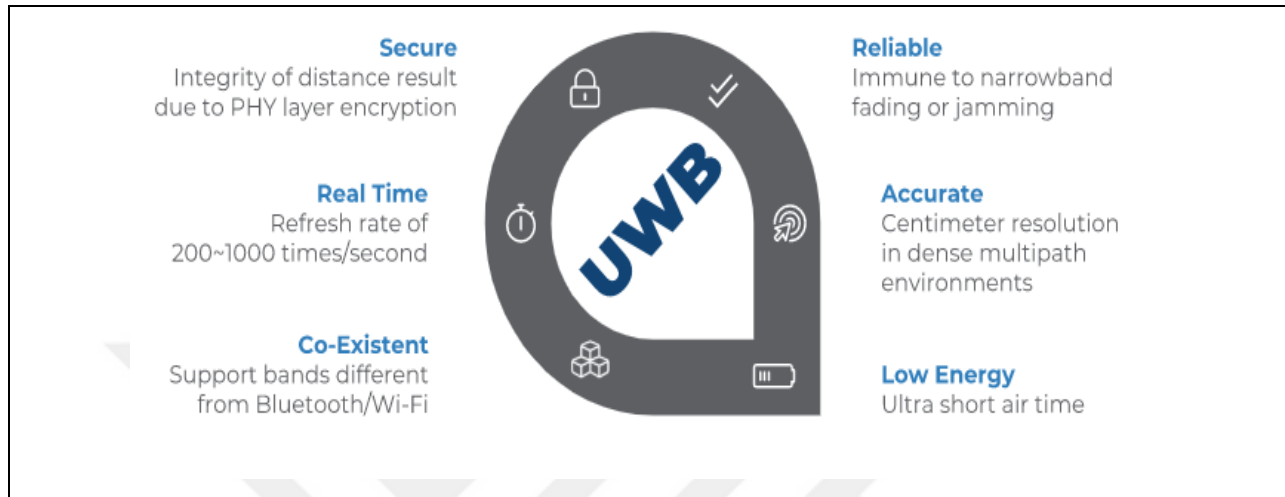 Secure
Integrity of distance result
due to PHY layer encryption
Real Time
Refresh rate of
200~1000 times/second
Co-Existent
Support bands different
from Bluetooth/Wi-Fi
UWB
Reliable
Immune to narrowband
fading or jamming
Accurate
Centimeter resolution
in dense multipath
environments
Low Energy
Ultra short air time